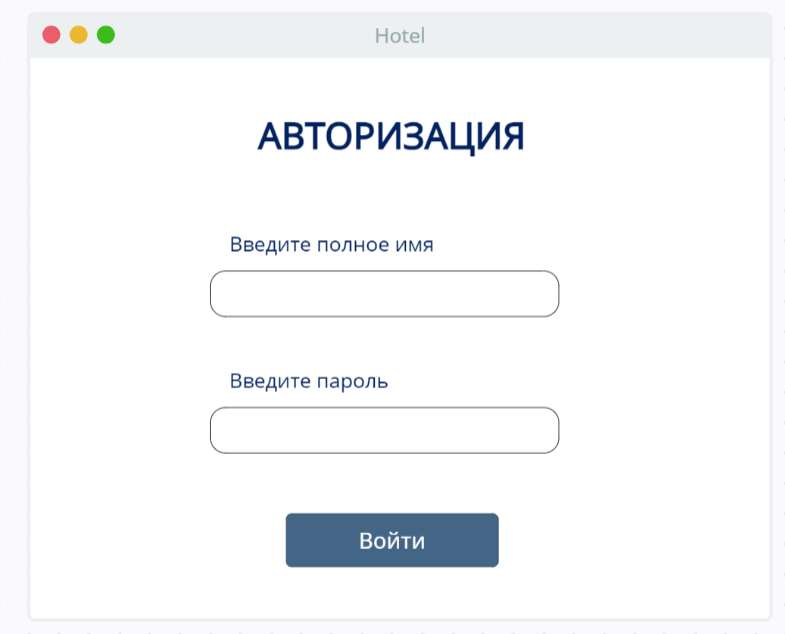 Hotel
АВТОРИЗАЦИЯ
Введите полное имя
Введите пароль
Войти